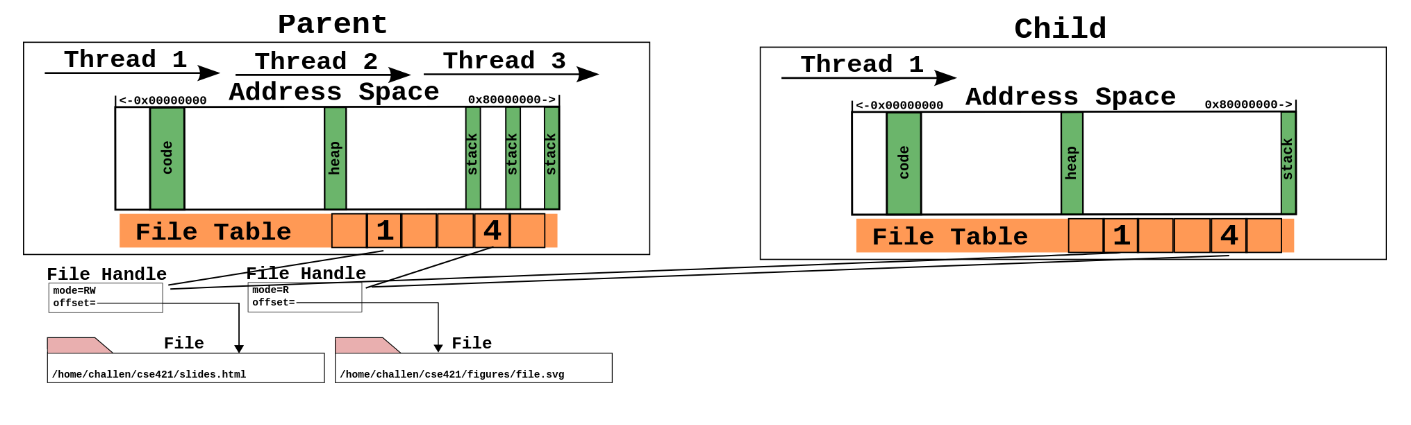 Parent
Thread 1
Thread 2
Thread 3
Address Space
<-0x00000000
0x80000000->
code
heap
stack
stack
stack
File Table
1
4
Child
Thread 1
Address Space
<-0x00000000
0x80000000->
code
heap
stack
File Table
1
4
File Handle
mode=RW
offset=
File Handle
mode=R
offset=
File
/home/challen/cse421/slides.html
File
/home/challen/cse421/figures/file.svg